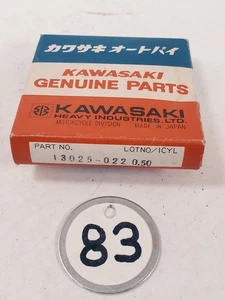 カワサキ オートバイ
KAWASAKI
GENUINE PARTS
KAWASAKI
HEAVY INDUSTRIES, LTD.
MOTORCYCLE DIVISION MADE IN JAPAN
PART NO. LOTNO/1CYL
13025-022 0.50
83